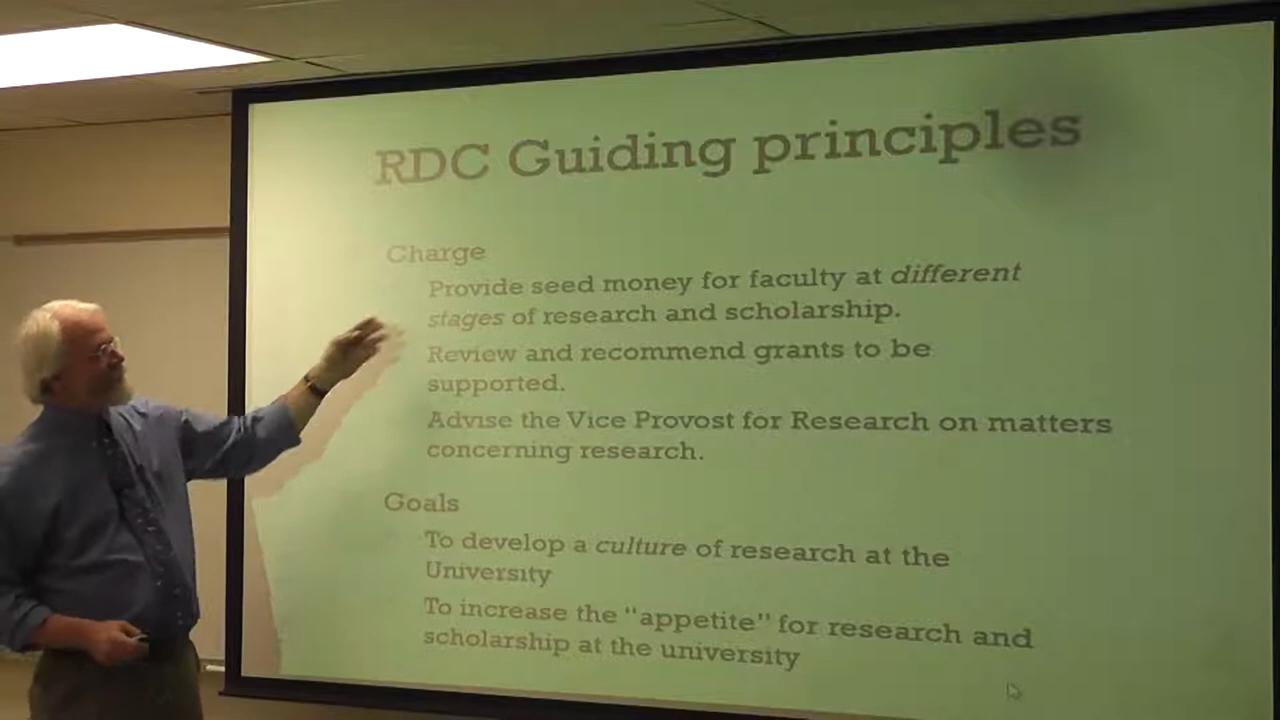 RDC Guiding principles
Charge
Provide seed money for faculty at different
stages of research and scholarship.
Review and recommend grants to be
supported.
Advise the Vice Provost for Research on matters
concerning research.
Goals
To develop a culture of research at the
University
To increase the “appetite” for research and
scholarship at the university